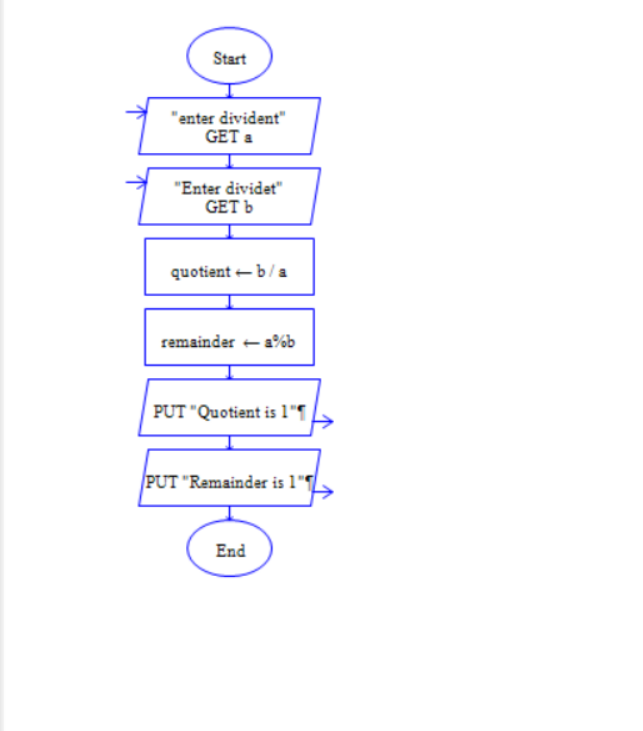 Start
"enter divident"
GET a
"Enter dividet"
GET b
quotient ← b / a
remainder ← a%b
PUT "Quotient is 1"¶
PUT "Remainder is 1"¶
End